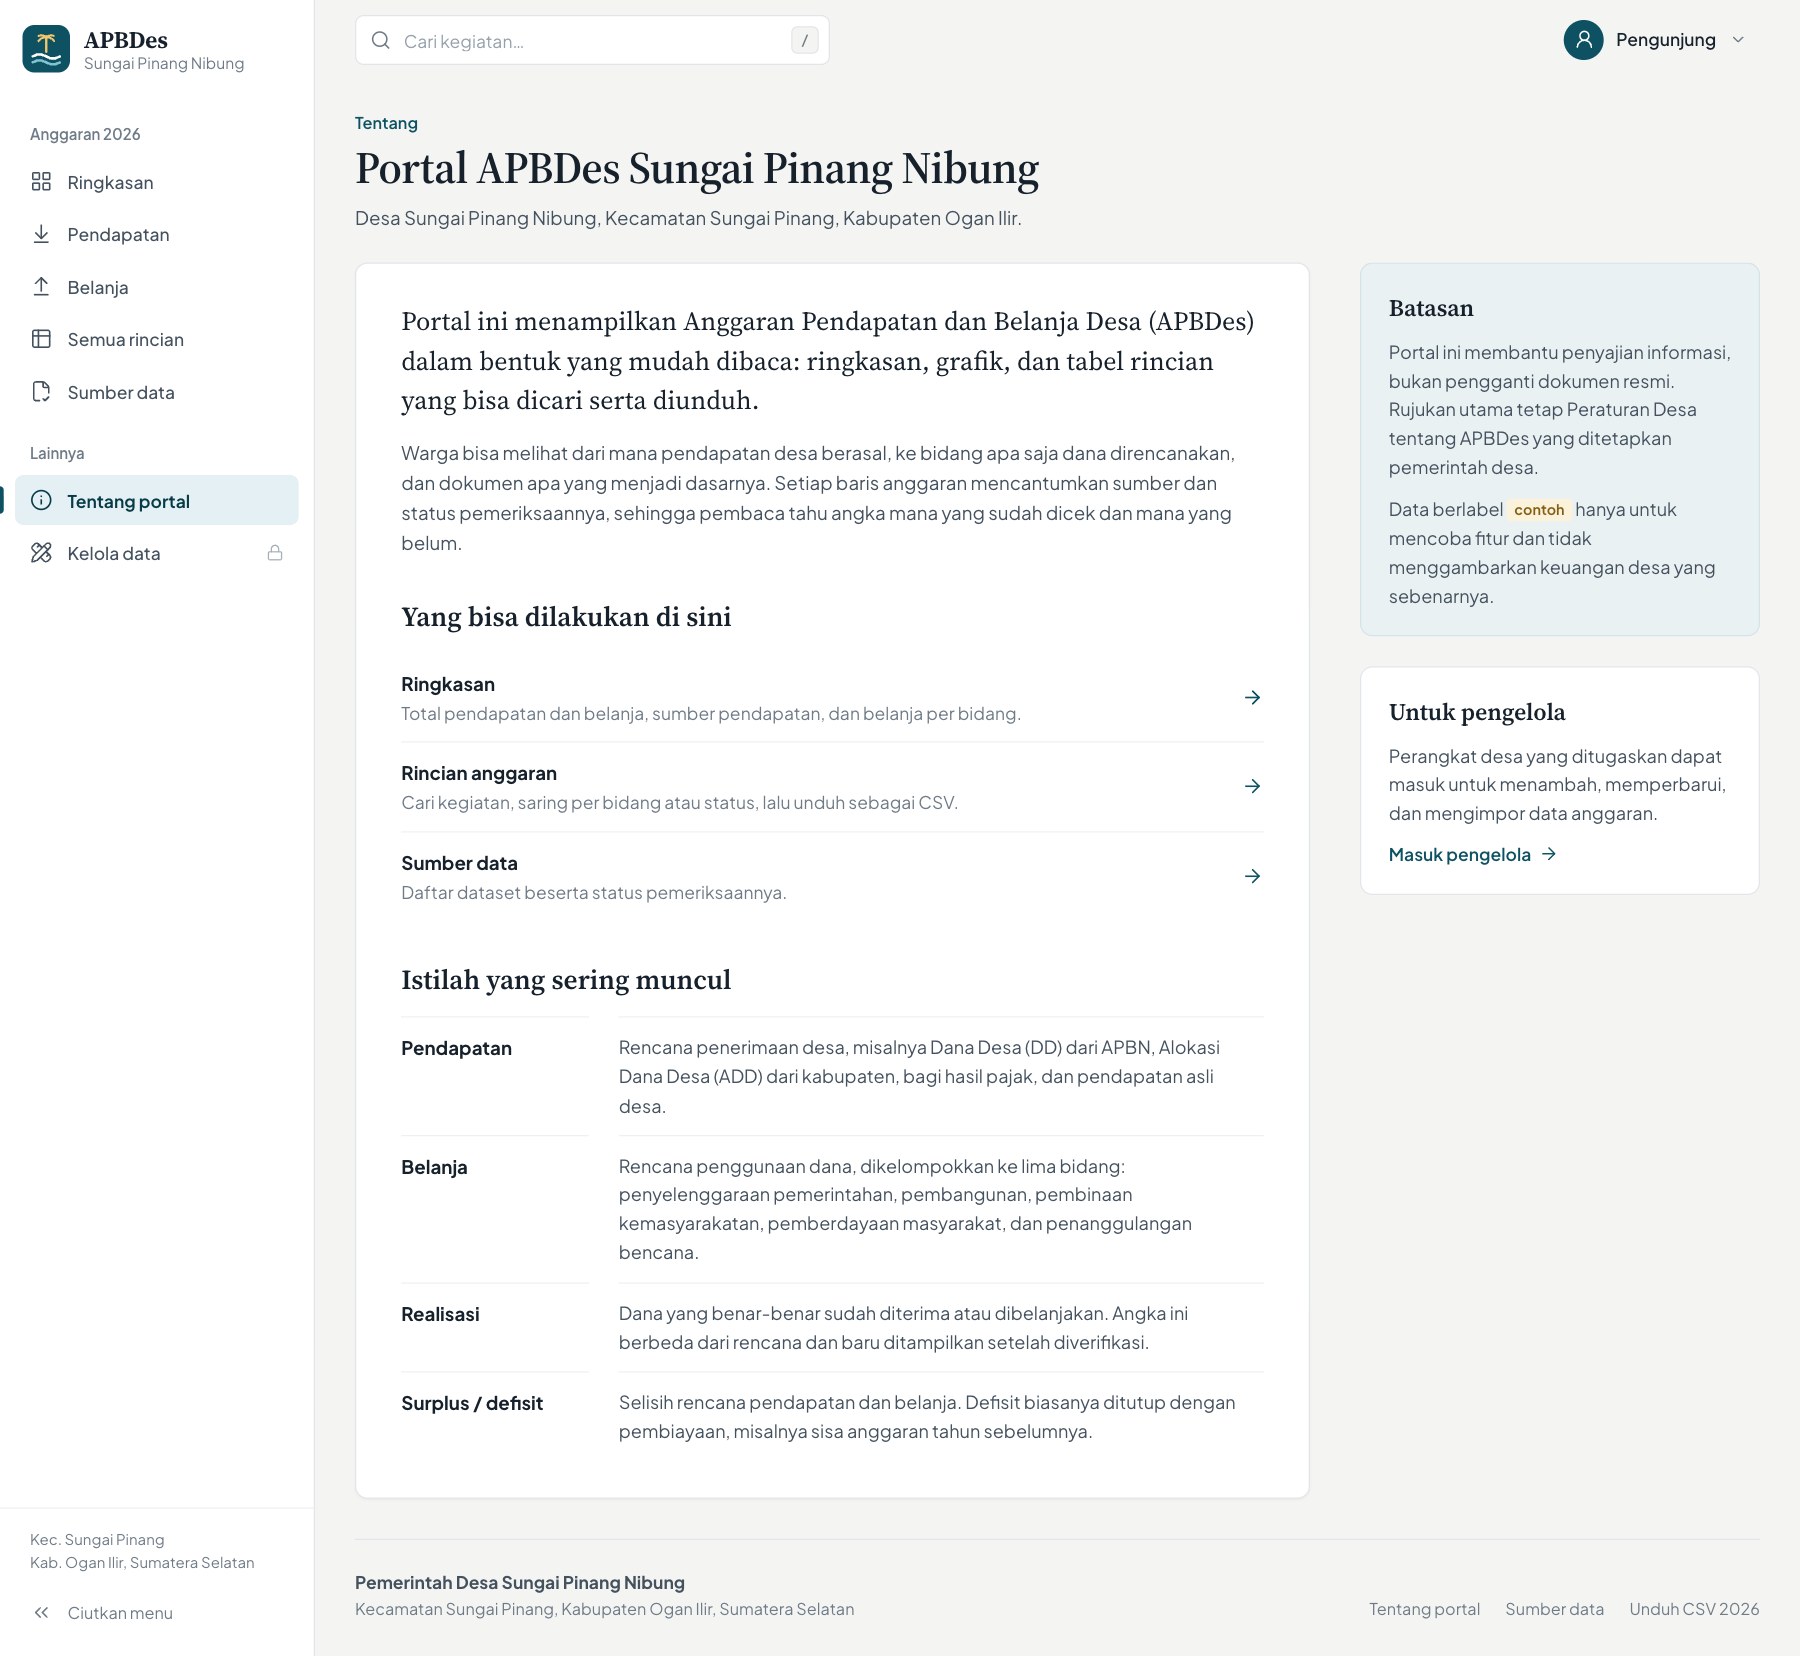 APBDes
Sungai Pinang Nibung
Anggaran 2026
Ringkasan
Pendapatan
Belanja
Semua rincian
Sumber data
Lainnya
Tentang portal
Kelola data
Kec. Sungai Pinang
Kab. Ogan Ilir, Sumatera Selatan
Ciutkan menu
Cari kegiatan...
/
Pengunjung
Tentang
Portal APBDes Sungai Pinang Nibung
Desa Sungai Pinang Nibung, Kecamatan Sungai Pinang, Kabupaten Ogan Ilir.
Portal ini menampilkan Anggaran Pendapatan dan Belanja Desa (APBDes)
dalam bentuk yang mudah dibaca: ringkasan, grafik, dan tabel rincian
yang bisa dicari serta diunduh.
Warga bisa melihat dari mana pendapatan desa berasal, ke bidang apa saja dana direncanakan,
dan dokumen apa yang menjadi dasarnya. Setiap baris anggaran mencantumkan sumber dan
status pemeriksaannya, sehingga pembaca tahu angka mana yang sudah dicek dan mana yang
belum.
Yang bisa dilakukan di sini
Ringkasan
Total pendapatan dan belanja, sumber pendapatan, dan belanja per bidang.
Rincian anggaran
Cari kegiatan, saring per bidang atau status, lalu unduh sebagai CSV.
Sumber data
Daftar dataset beserta status pemeriksaannya.
Istilah yang sering muncul
Pendapatan
Rencana penerimaan desa, misalnya Dana Desa (DD) dari APBN, Alokasi
Dana Desa (ADD) dari kabupaten, bagi hasil pajak, dan pendapatan asli
desa.
Belanja
Rencana penggunaan dana, dikelompokkan ke lima bidang:
penyelenggaraan pemerintahan, pembangunan, pembinaan
kemasyarakatan, pemberdayaan masyarakat, dan penanggulangan
bencana.
Realisasi
Dana yang benar-benar sudah diterima atau dibelanjakan. Angka ini
berbeda dari rencana dan baru ditampilkan setelah diverifikasi.
Surplus / defisit
Selisih rencana pendapatan dan belanja. Defisit biasanya ditutup dengan
pembiayaan, misalnya sisa anggaran tahun sebelumnya.
Batasan
Portal ini membantu penyajian informasi,
bukan pengganti dokumen resmi.
Rujukan utama tetap Peraturan Desa
tentang APBDes yang ditetapkan
pemerintah desa.
Data berlabel contoh hanya untuk
mencoba fitur dan tidak
menggambarkan keuangan desa yang
sebenarnya.
Untuk pengelola
Perangkat desa yang ditugaskan dapat
masuk untuk menambah, memperbarui,
dan mengimpor data anggaran.
Masuk pengelola
Pemerintah Desa Sungai Pinang Nibung
Kecamatan Sungai Pinang, Kabupaten Ogan Ilir, Sumatera Selatan
Tentang portal
Sumber data
Unduh CSV 2026